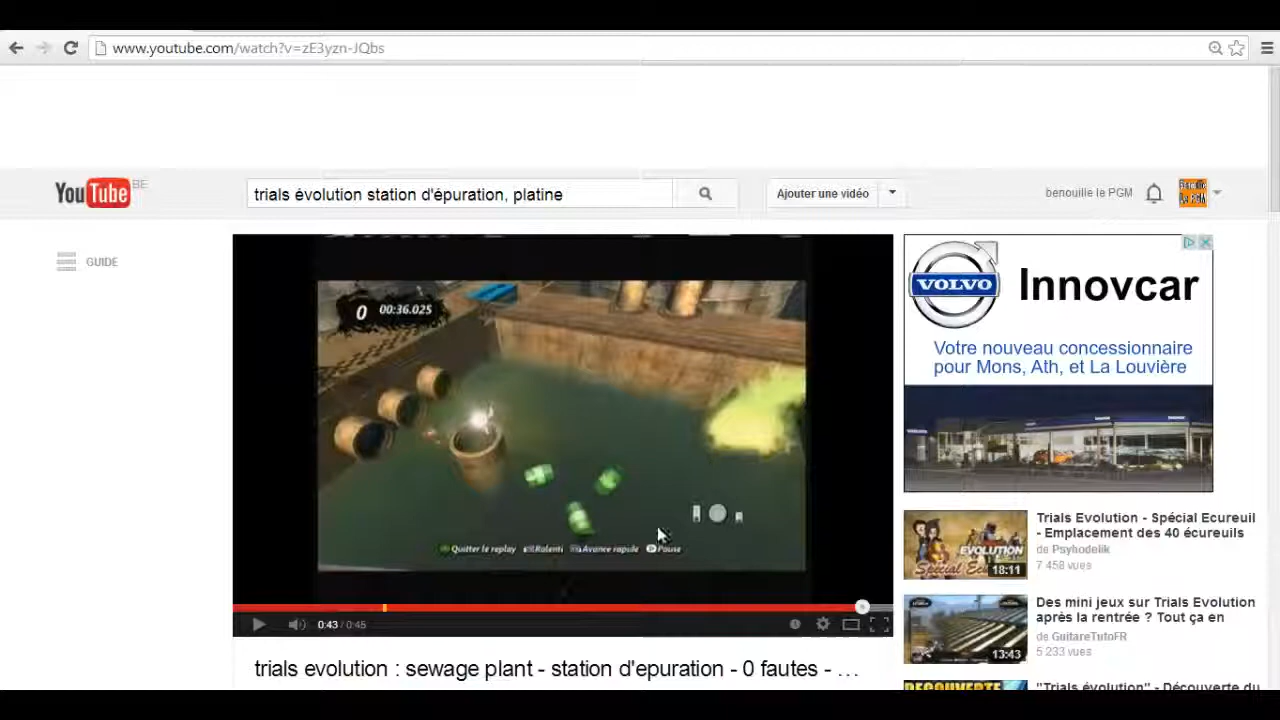 www.youtube.com/watch?v=zE3yzn-JQbs
YouTube BE
trials évolution station d'épuration, platine
Ajouter une vidéo
benouille le PGM
GUIDE
0 00:36.025
Quitter le replay Ralenti Avance rapide Pause
0:43 / 0:45
trials evolution : sewage plant - station d'epuration - 0 fautes - ...
VOLVO
Innovcar
Votre nouveau concessionnaire
pour Mons, Ath, et La Louvière
EVOLUTION
18:11
Trials Evolution - Spécial Ecureuil
- Emplacement des 40 écureuils
de Psyhodelik
7 458 vues
13:43
Des mini jeux sur Trials Evolution
après la rentrée ? Tout ça en
de GuitareTutoFR
5 233 vues
DECOUVERTE
"Trials évolution" - Découverte du